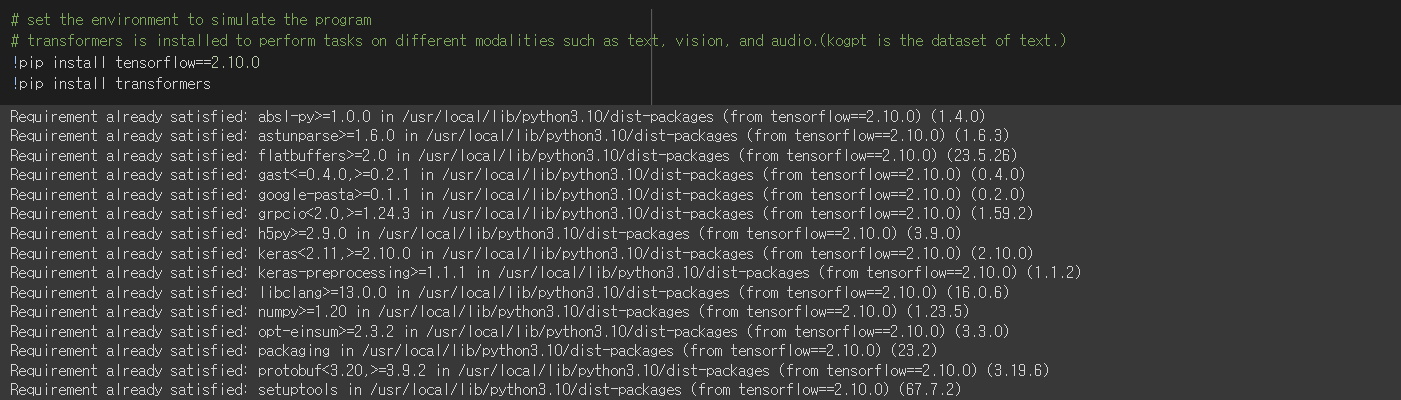 # set the environment to simulate the program
# transformers is installed to perform tasks on different modalities such as text, vision, and audio.(kogpt is the dataset of text.)
!pip install tensorflow==2.10.0
!pip install transformers
Requirement already satisfied: absl-py>=1.0.0 in /usr/local/lib/python3.10/dist-packages (from tensorflow==2.10.0) (1.4.0)
Requirement already satisfied: astunparse>=1.6.0 in /usr/local/lib/python3.10/dist-packages (from tensorflow==2.10.0) (1.6.3)
Requirement already satisfied: flatbuffers>=2.0 in /usr/local/lib/python3.10/dist-packages (from tensorflow==2.10.0) (23.5.26)
Requirement already satisfied: gast<=0.4.0,>=0.2.1 in /usr/local/lib/python3.10/dist-packages (from tensorflow==2.10.0) (0.4.0)
Requirement already satisfied: google-pasta>=0.1.1 in /usr/local/lib/python3.10/dist-packages (from tensorflow==2.10.0) (0.2.0)
Requirement already satisfied: grpcio<2.0,>=1.24.3 in /usr/local/lib/python3.10/dist-packages (from tensorflow==2.10.0) (1.59.2)
Requirement already satisfied: h5py>=2.9.0 in /usr/local/lib/python3.10/dist-packages (from tensorflow==2.10.0) (3.9.0)
Requirement already satisfied: keras<2.11,>=2.10.0 in /usr/local/lib/python3.10/dist-packages (from tensorflow==2.10.0) (2.10.0)
Requirement already satisfied: keras-preprocessing>=1.1.1 in /usr/local/lib/python3.10/dist-packages (from tensorflow==2.10.0) (1.1.2)
Requirement already satisfied: libclang>=13.0.0 in /usr/local/lib/python3.10/dist-packages (from tensorflow==2.10.0) (16.0.6)
Requirement already satisfied: numpy>=1.20 in /usr/local/lib/python3.10/dist-packages (from tensorflow==2.10.0) (1.23.5)
Requirement already satisfied: opt-einsum>=2.3.2 in /usr/local/lib/python3.10/dist-packages (from tensorflow==2.10.0) (3.3.0)
Requirement already satisfied: packaging in /usr/local/lib/python3.10/dist-packages (from tensorflow==2.10.0) (23.2)
Requirement already satisfied: protobuf<3.20,>=3.9.2 in /usr/local/lib/python3.10/dist-packages (from tensorflow==2.10.0) (3.19.6)
Requirement already satisfied: setuptools in /usr/local/lib/python3.10/dist-packages (from tensorflow==2.10.0) (67.7.2)